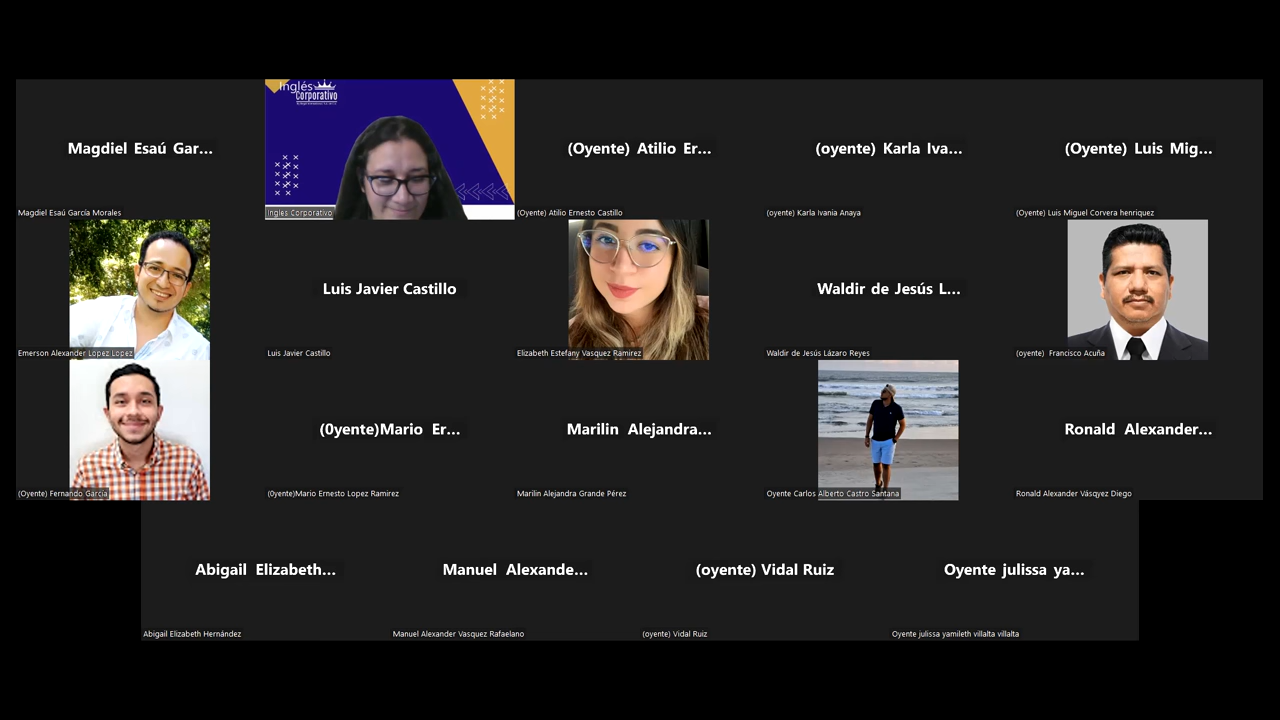 Magdiel Esaú Gar...
Magdiel Esaú García Morales
Inglés
Corporativo
Ingles Corporativo
(Oyente) Atilio Er...
(Oyente) Atilio Ernesto Castillo
(oyente) Karla Iva...
(oyente) Karla Ivania Anaya
(Oyente) Luis Mig...
(Oyente) Luis Miguel Corvera henriquez
Emerson Alexander Lopez Lopez
Luis Javier Castillo
Luis Javier Castillo
Elizabeth Estefany Vasquez Ramirez
Waldir de Jesús L...
Waldir de Jesús Lázaro Reyes
(oyente) Francisco Acuña
(Oyente) Fernando García
(0yente)Mario Er...
(0yente)Mario Ernesto Lopez Ramirez
Marilin Alejandra...
Marilin Alejandra Grande Pérez
Oyente Carlos Alberto Castro Santana
Ronald Alexander...
Ronald Alexander Vásqyez Diego
Abigail Elizabeth...
Abigail Elizabeth Hernández
Manuel Alexande...
Manuel Alexander Vasquez Rafaelano
(oyente) Vidal Ruiz
(oyente) Vidal Ruiz
Oyente julissa ya...
Oyente julissa yamileth villalta villalta